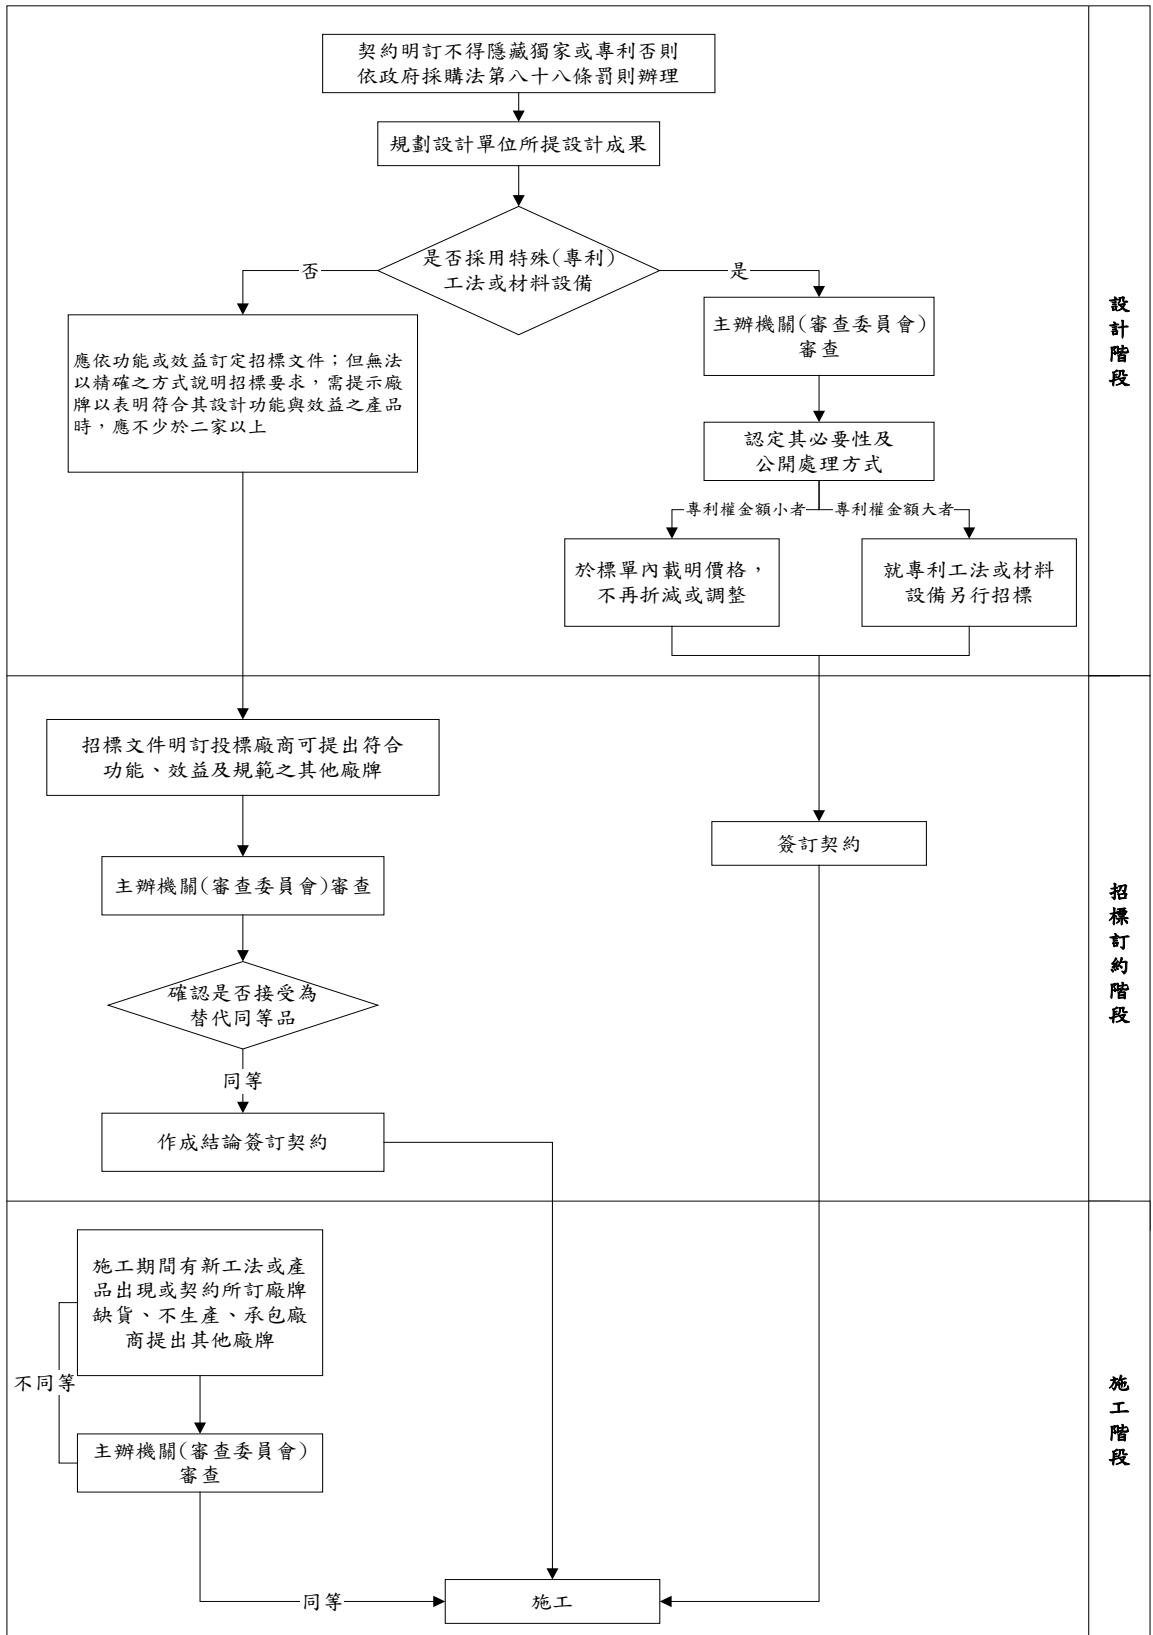 契約明訂不得隱藏獨家或專利否則
依政府採購法第八十八條罰則辦理
規劃設計單位所提設計成果
是否採用特殊(專利)
工法或材料設備
否
是
應依功能或效益訂定招標文件；但無法
以精確之方式說明招標要求，需提示廠
牌以表明符合其設計功能與效益之產品
時，應不少於二家以上
主辦機關(審查委員會)
審查
認定其必要性及
公開處理方式
專利權金額小者
專利權金額大者
於標單內載明價格，
不再折減或調整
就專利工法或材料
設備另行招標
設計階段
招標文件明訂投標廠商可提出符合
功能、效益及規範之其他廠牌
主辦機關(審查委員會)審查
確認是否接受為
替代同等品
同等
作成結論簽訂契約
簽訂契約
招標訂約階段
施工期間有新工法或產
品出現或契約所訂廠牌
缺貨、不生產、承包廠
商提出其他廠牌
不同等
主辦機關(審查委員會)
審查
同等
施工
施工階段